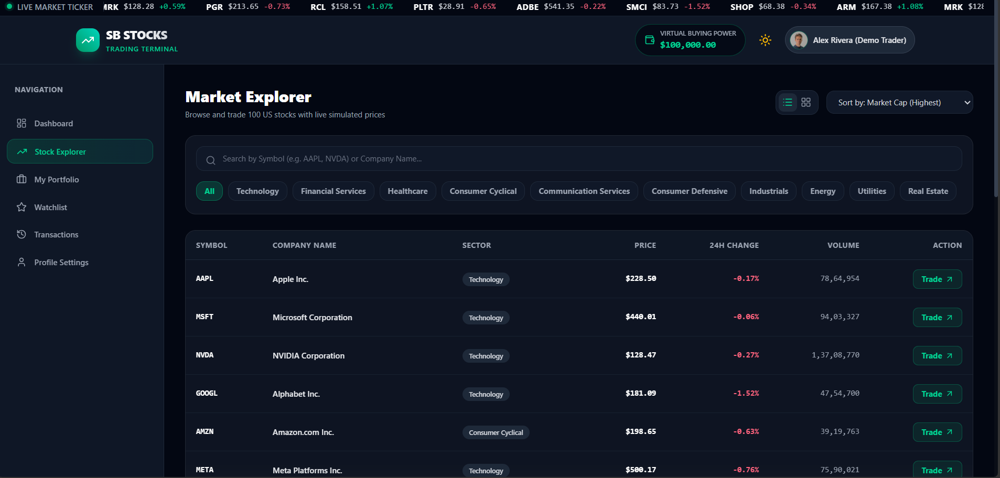 LIVE MARKET TICKER MRK $128.28 +0.59% PGR $213.65 -0.73% RCL $158.51 +1.07% PLTR $28.91 -0.65% ADBE $541.35 -0.22% SMCI $83.73 -1.52% SHOP $68.38 -0.34% ARM $167.38 +1.08% MRK
SB STOCKS
TRADING TERMINAL
VIRTUAL BUYING POWER
$100,000.00
Alex Rivera (Demo Trader)
NAVIGATION
Dashboard
Stock Explorer
My Portfolio
Watchlist
Transactions
Profile Settings
Market Explorer
Browse and trade 100 US stocks with live simulated prices
Sort by: Market Cap (Highest)
Search by Symbol (e.g. AAPL, NVDA) or Company Name...
All Technology Financial Services Healthcare Consumer Cyclical Communication Services Consumer Defensive Industrials Energy Utilities Real Estate
SYMBOL COMPANY NAME SECTOR PRICE 24H CHANGE VOLUME ACTION
AAPL Apple Inc. Technology $228.50 -0.17% 78,64,954 Trade
MSFT Microsoft Corporation Technology $440.01 -0.06% 94,03,327 Trade
NVDA NVIDIA Corporation Technology $128.47 -0.27% 1,37,08,770 Trade
GOOGL Alphabet Inc. Technology $181.09 -1.52% 47,54,700 Trade
AMZN Amazon.com Inc. Consumer Cyclical $198.65 -0.63% 39,19,763 Trade
META Meta Platforms Inc. Technology $500.17 -0.76% 75,90,021 Trade